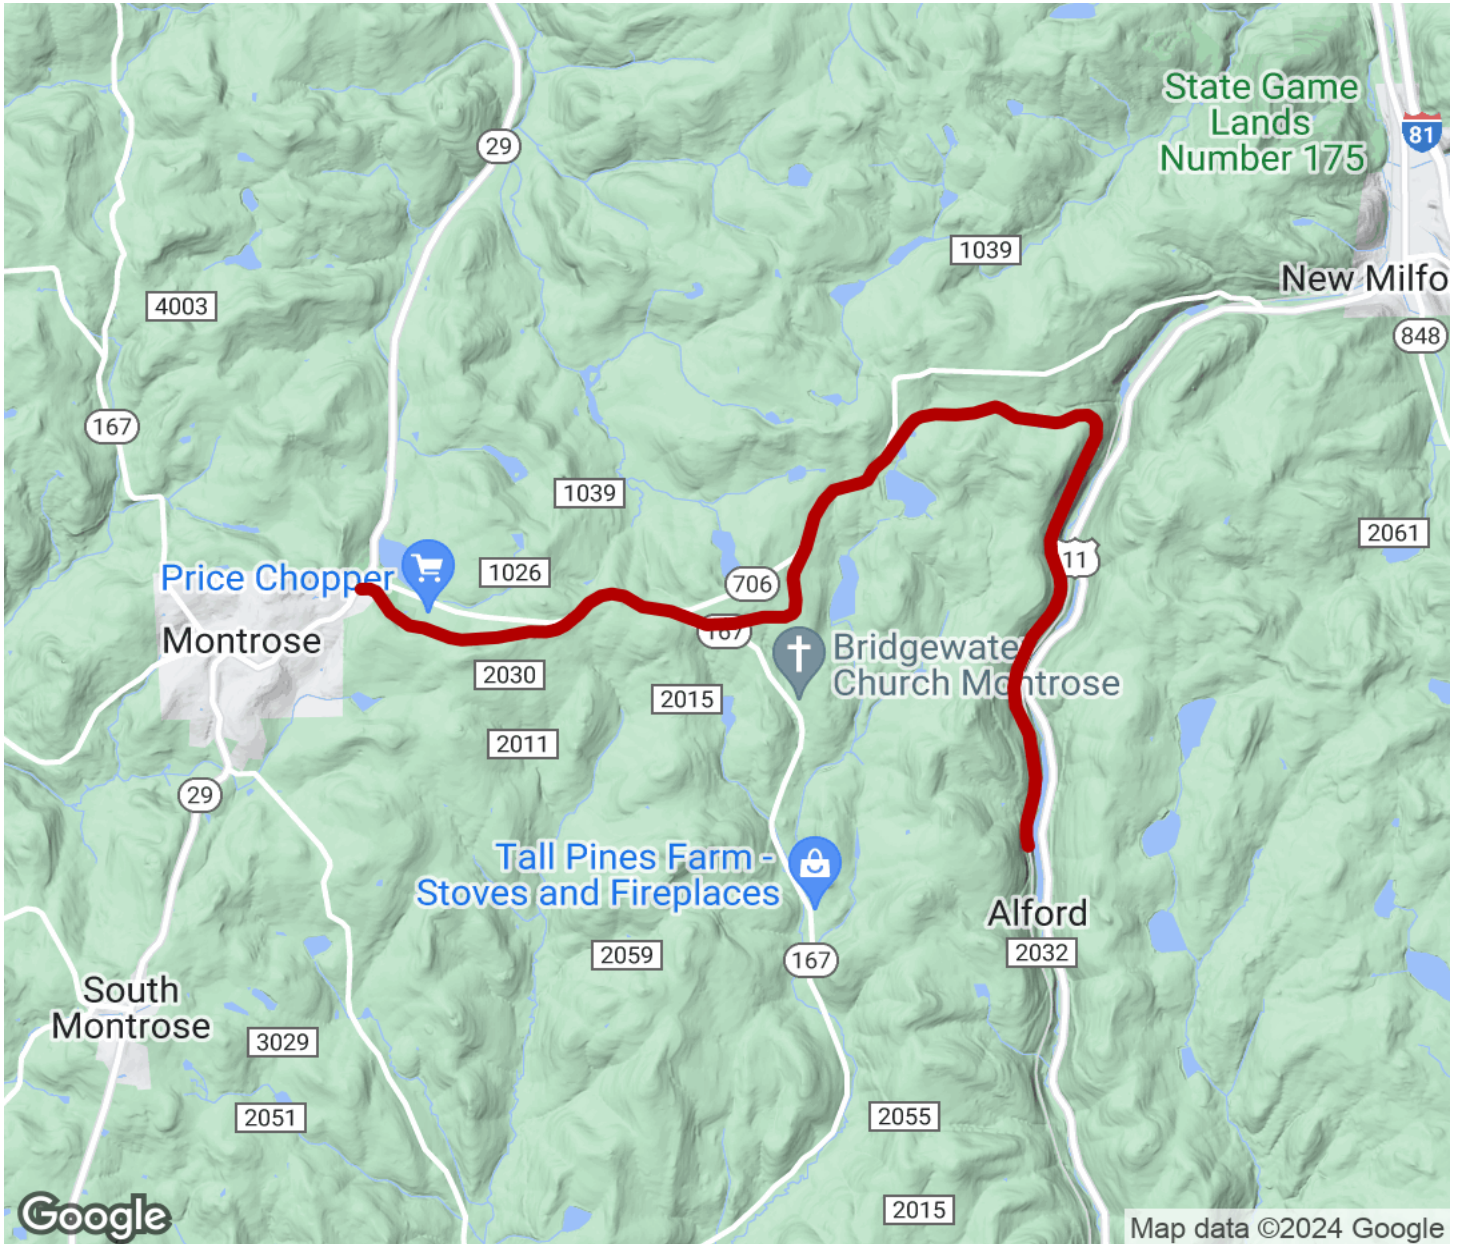 State Game
Lands
Number 175
81
29
1039
New Milfo
4003
848
167
1039
2061
11
Price Chopper
1026
706
Montrose
167
Bridgewate
Church Montrose
2030
2015
2011
29
Tall Pines Farm -
Stoves and Fireplaces
Alford
2032
2059
167
South
Montrose
3029
2051
2055
2015
Google
Map data ©2024 Google